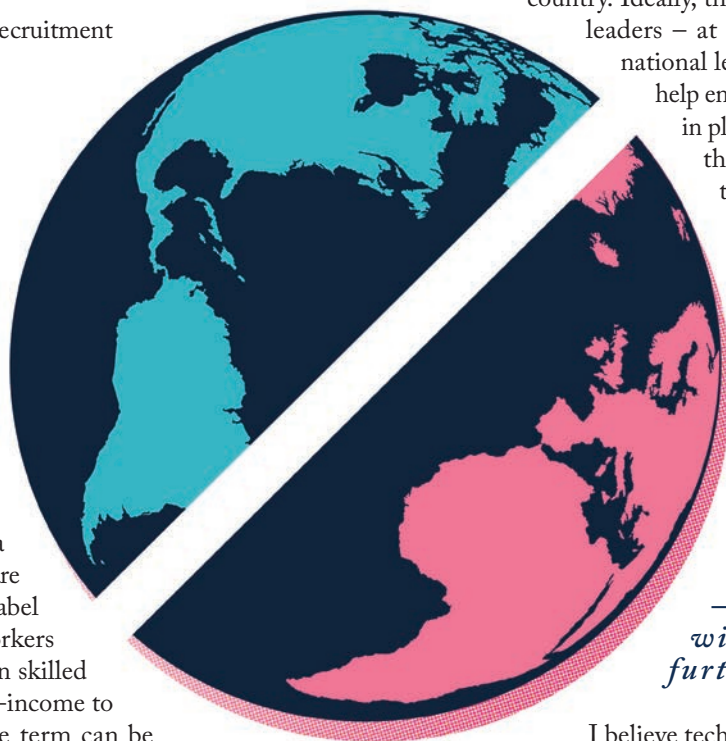 ecruitment
a
re
abel
rkers
n skilled
-income to
e term can be
country. Ideally, th
leaders – at
national le
help en
in pl
th
t
–
wi
furt
I believe tech